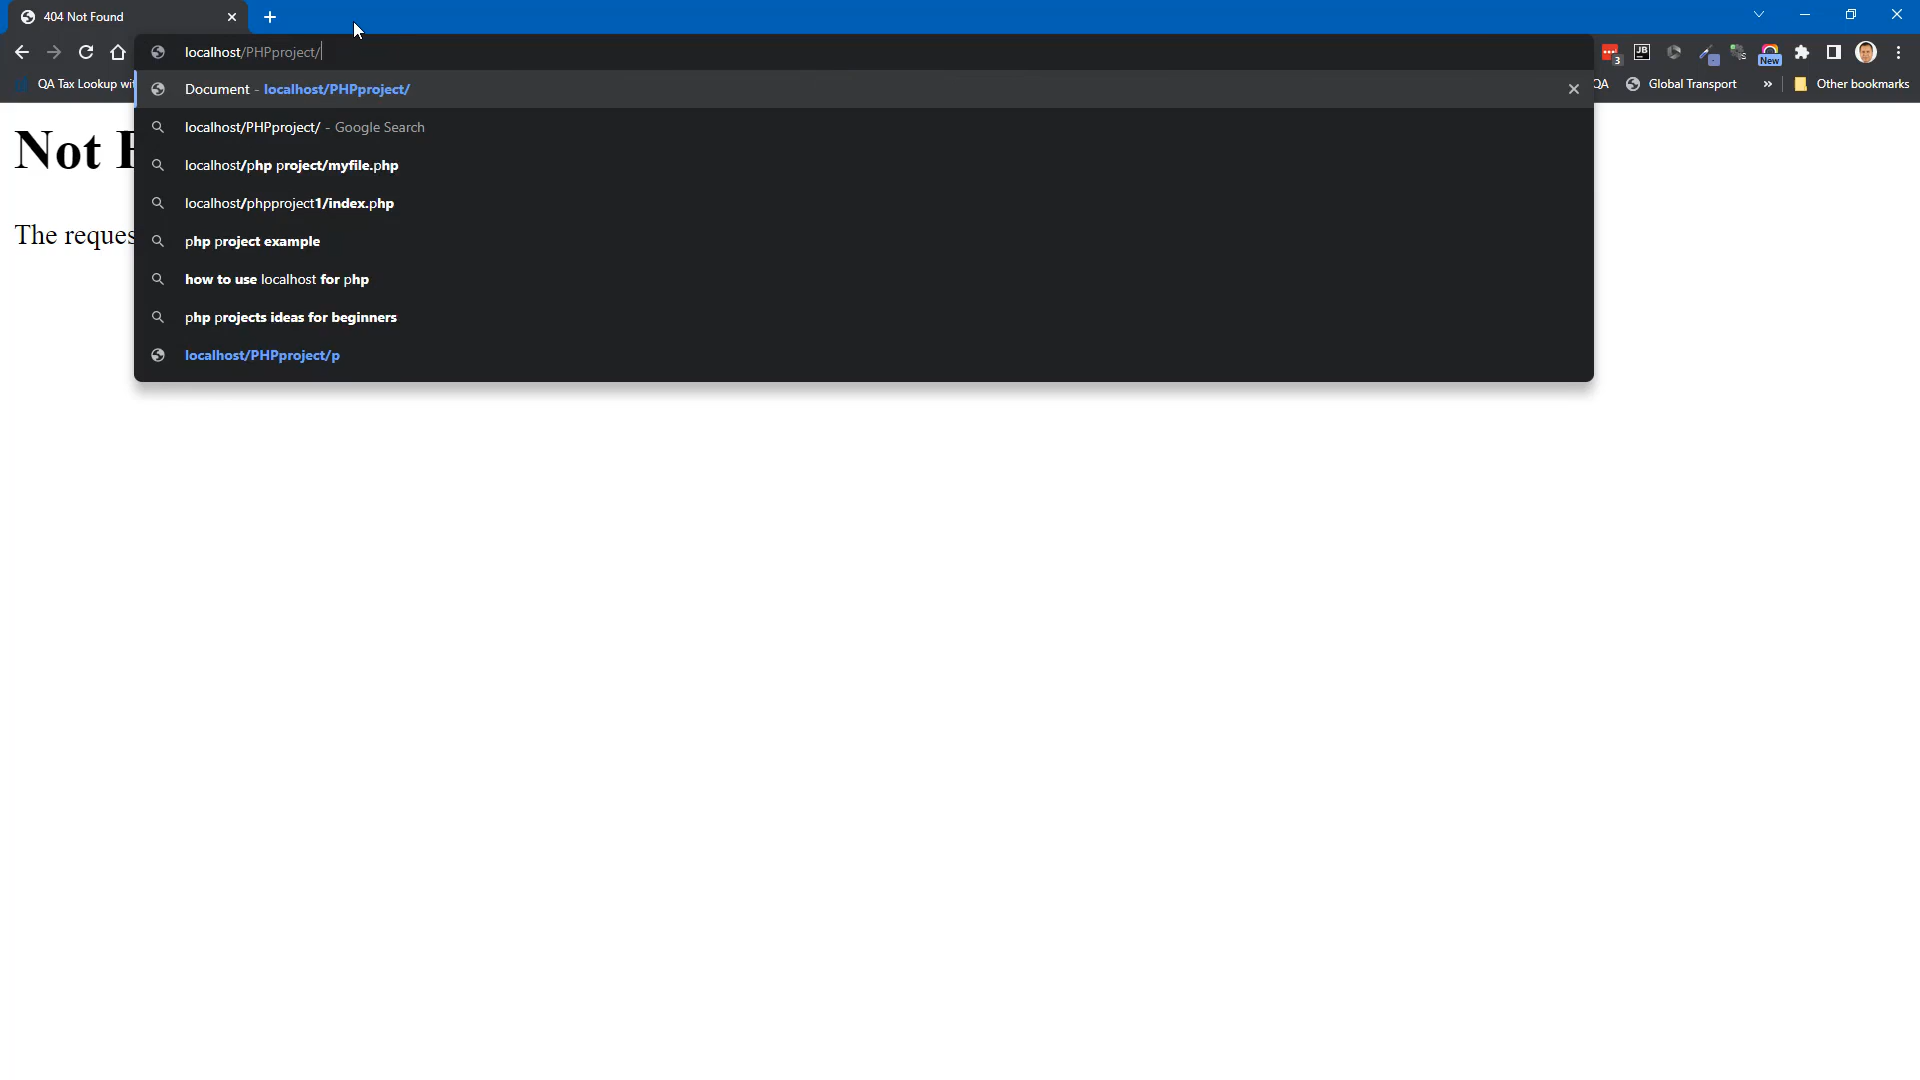 404 Not Found
localhost/PHPproject/
JB
3
-
New
QA Tax Lookup wi
QA
Global Transport
»
Other bookmarks
Document - localhost/PHPproject/
localhost/PHPproject/ - Google Search
localhost/php project/myfile.php
localhost/phpproject1/index.php
php project example
how to use localhost for php
php projects ideas for beginners
localhost/PHPproject/p
Not
The reques